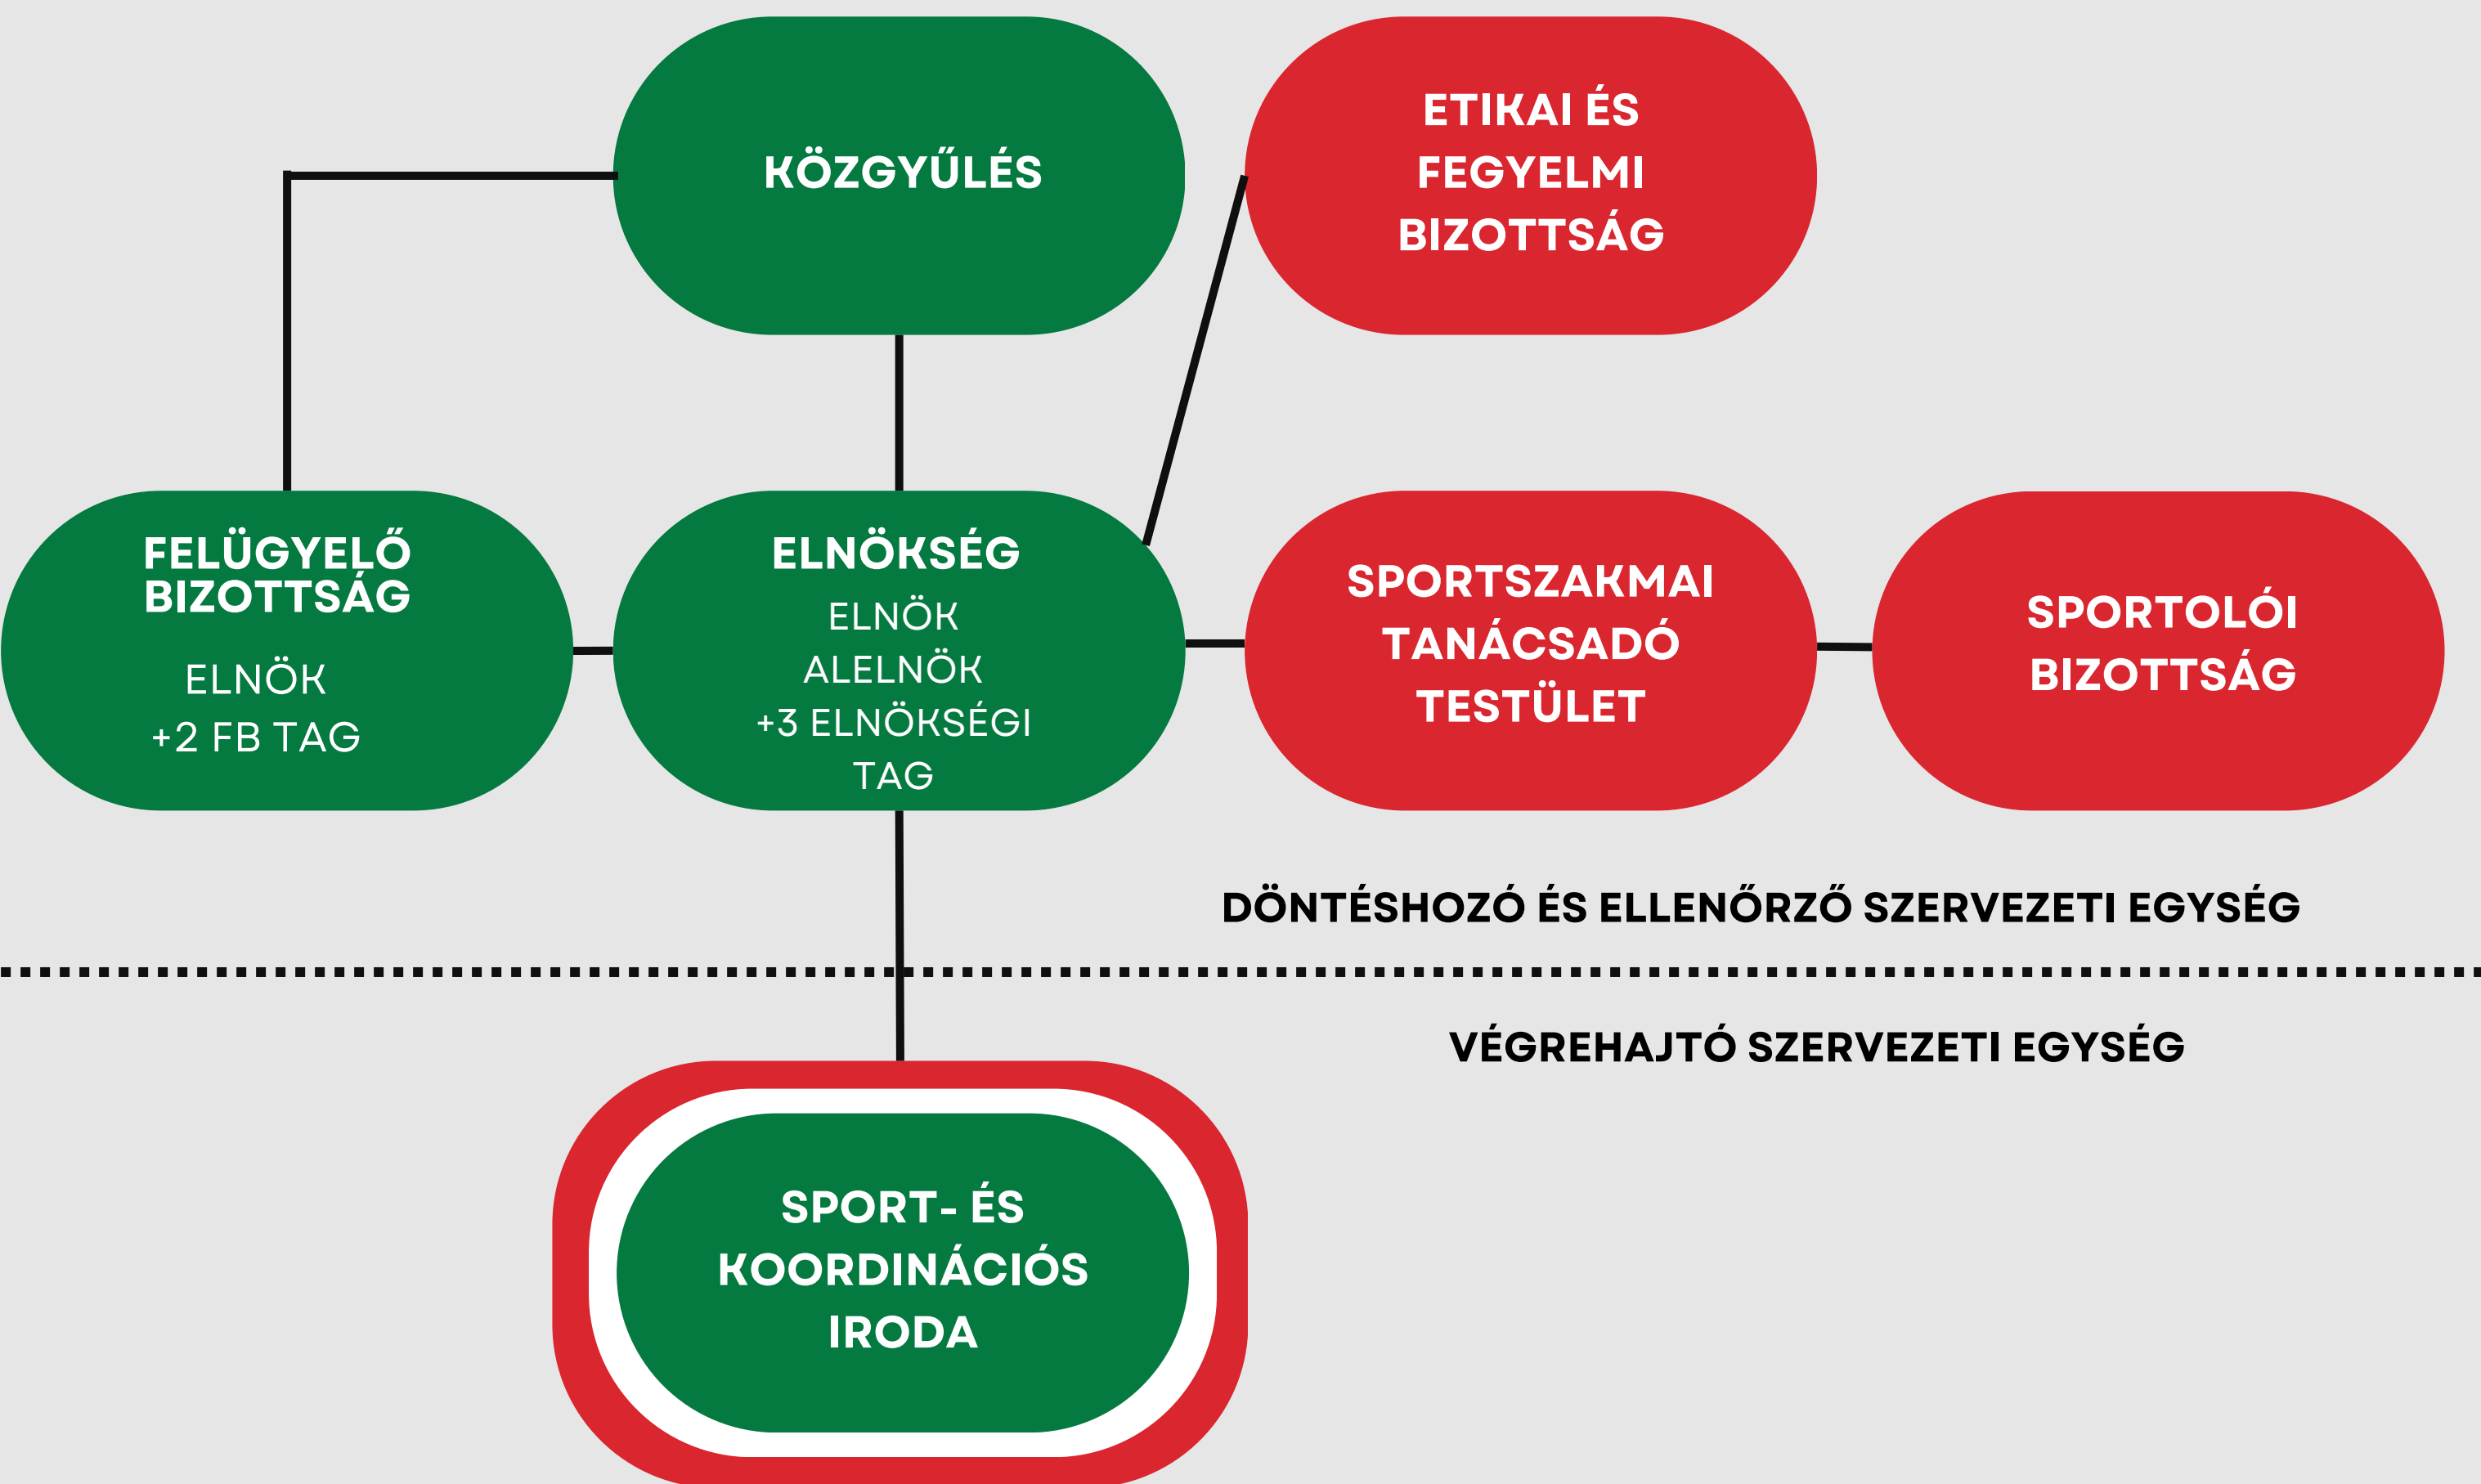 KÖZGYŰLÉS
ETIKAI ÉS
FEGYELMI
BIZOTTSÁG
FELÜGYELŐ
BIZOTTSÁG
ELNÖK
+2 FB TAG
ELNÖKSÉG
ELNÖK
ALELNÖK
+3 ELNÖKSÉGI
TAG
SPORTSZAKMAI
TANÁCSADÓ
TESTÜLET
SPORTOLÓI
BIZOTTSÁG
DÖNTÉSHOZÓ ÉS ELLENŐRZŐ SZERVEZETI EGYSÉG
VÉGREHAJTÓ SZERVEZETI EGYSÉG
SPORT- ÉS
KOORDINÁCIÓS
IRODA